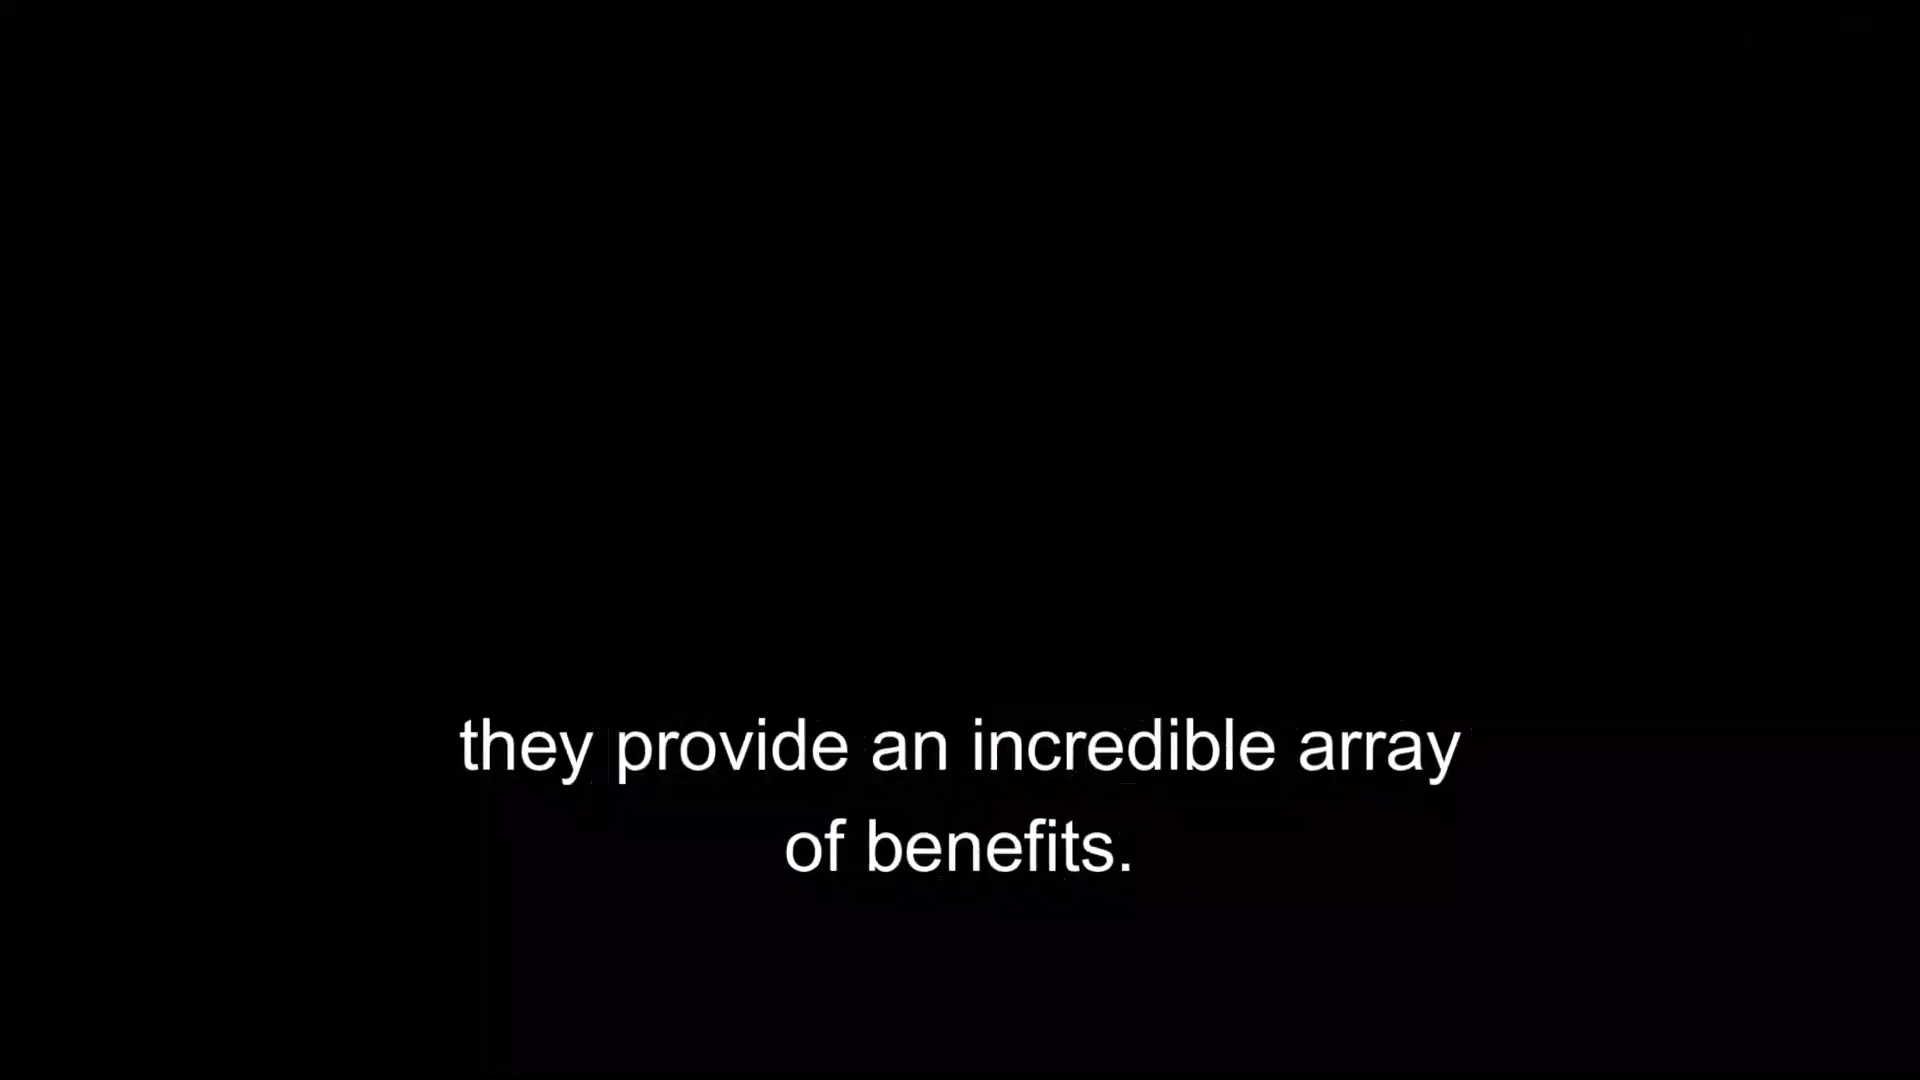 they provide an incredible array
of benefits.